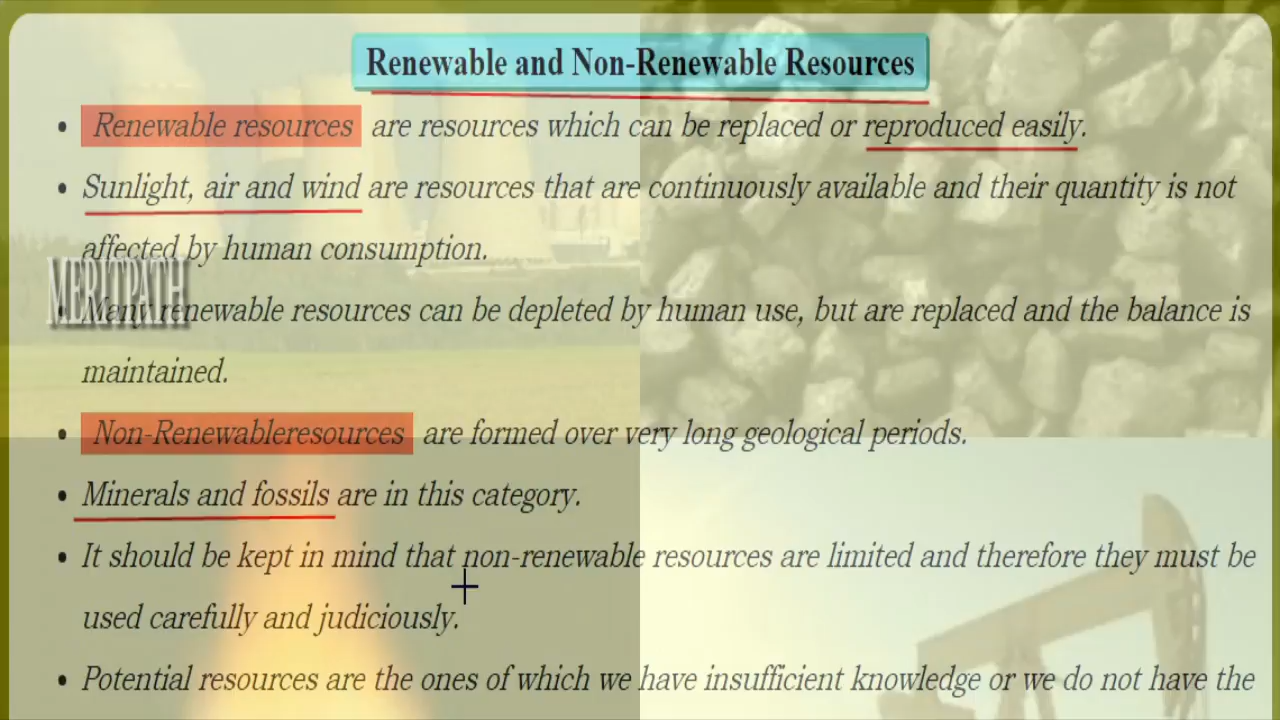 Renewable and Non-Renewable Resources
• Renewable resources are resources which can be replaced or reproduced easily.
• Sunlight, air and wind are resources that are continuously available and their quantity is not
affected by human consumption.
MERITPATH
• Many renewable resources can be depleted by human use, but are replaced and the balance is
maintained.
• Non-Renewableresources are formed over very long geological periods.
• Minerals and fossils are in this category.
• It should be kept in mind that non-renewable resources are limited and therefore they must be
used carefully and judiciously.
• Potential resources are the ones of which we have insufficient knowledge or we do not have the